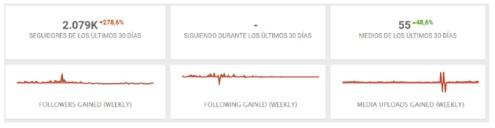 2.079K ▾278,6%
SEGUIDORES DE LOS ÚLTIMOS 30 DÍAS
-
SIGUIENDO DURANTE LOS ÚLTIMOS 30 DÍAS
55 ▴48,6%
MEDIOS DE LOS ÚLTIMOS 30 DÍAS
FOLLOWERS GAINED (WEEKLY)
FOLLOWING GAINED (WEEKLY)
MEDIA UPLOADS GAINED (WEEKLY)